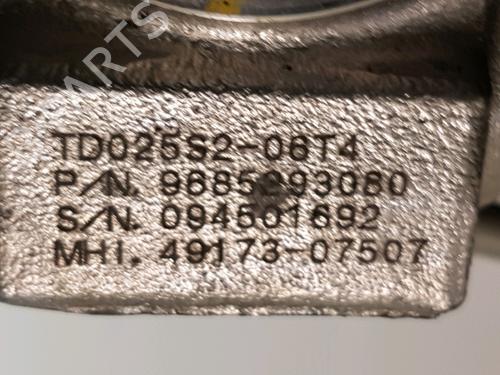 TD025S2-06T4
P/N. 9685293080
S/N. 094501692
MHI. 49173-07507